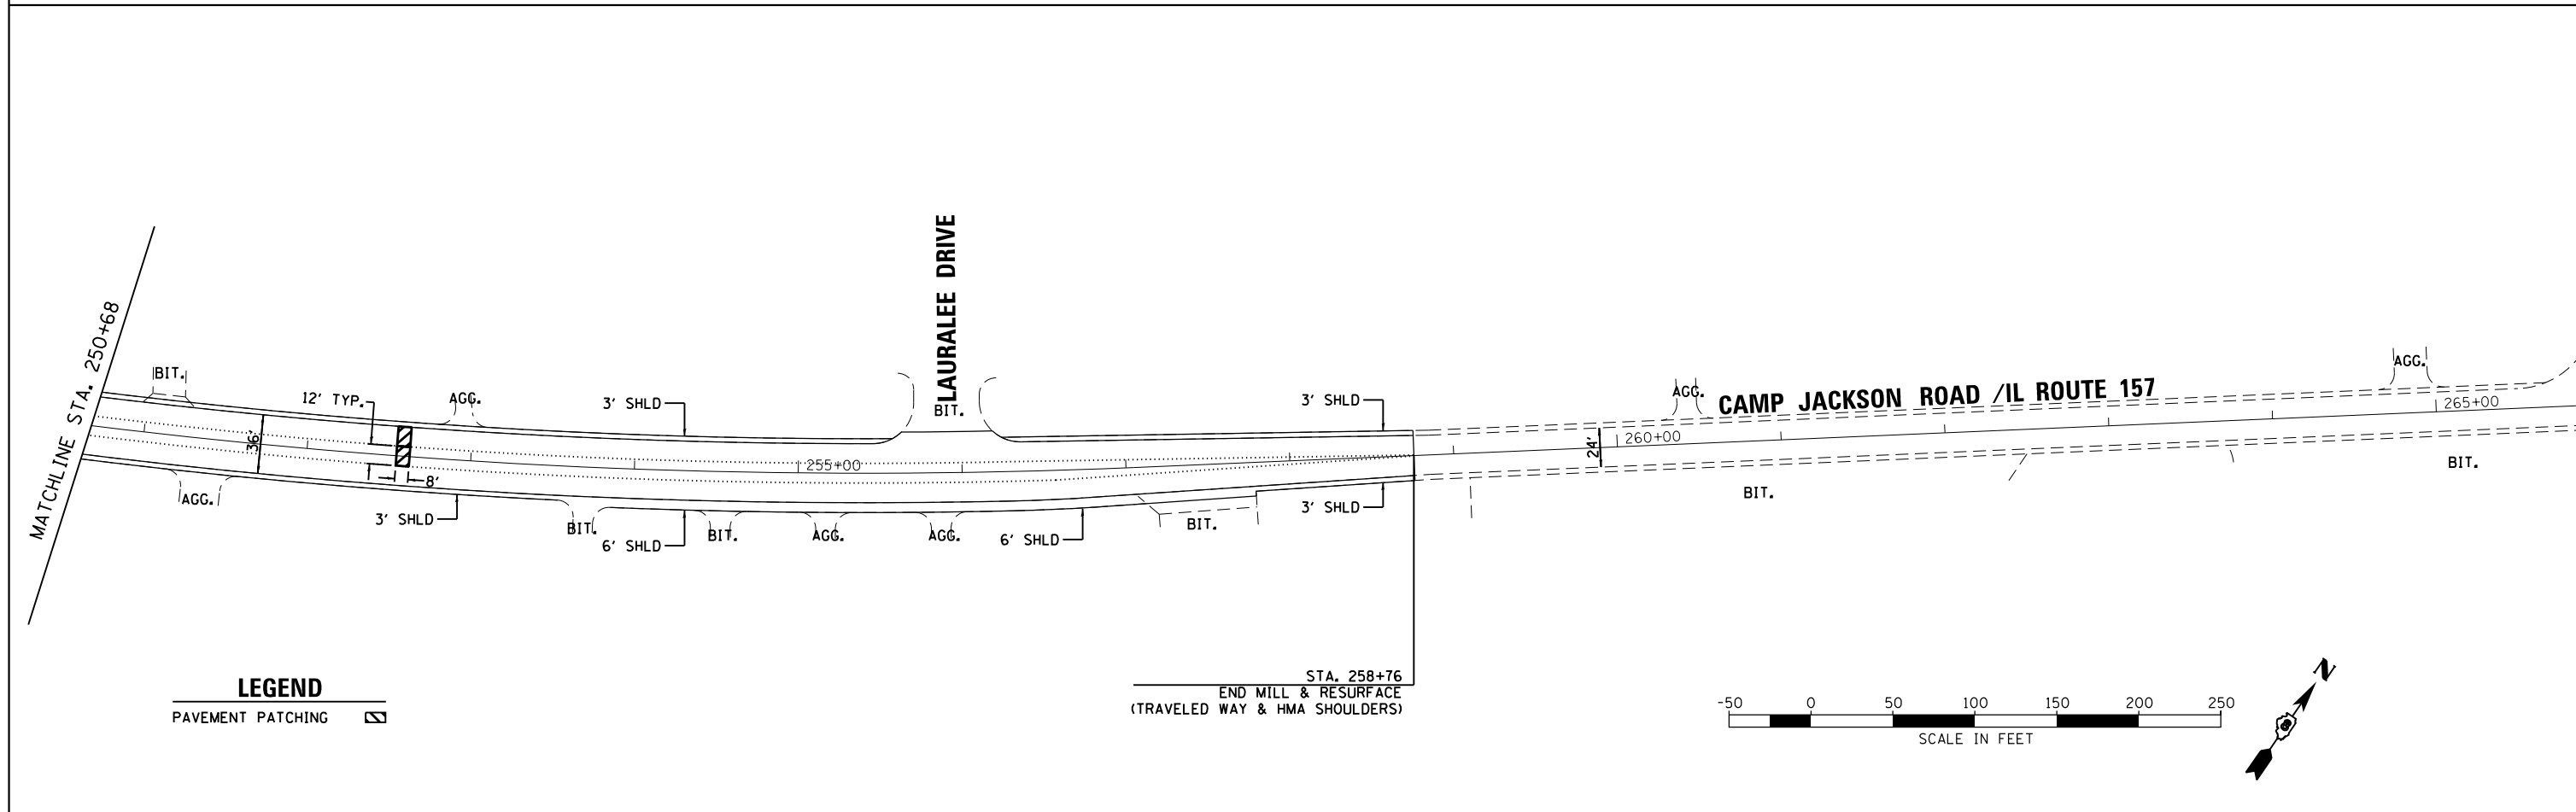 MATCHLINE STA. 250+68
BIT.
36'
12' TYP.
AGG.
8'
AGG.
3' SHLD
3' SHLD
BIT.
6' SHLD
BIT.
255+00
AGG.
LAURALEE DRIVE
BIT.
AGG.
6' SHLD
BIT.
3' SHLD
3' SHLD
STA. 258+76
END MILL & RESURFACE
(TRAVELED WAY & HMA SHOULDERS)
24'
260+00
AGG.
CAMP JACKSON ROAD /IL ROUTE 157
BIT.
AGG.
265+00
BIT.
LEGEND
PAVEMENT PATCHING
-50 0 50 100 150 200 250
SCALE IN FEET
N